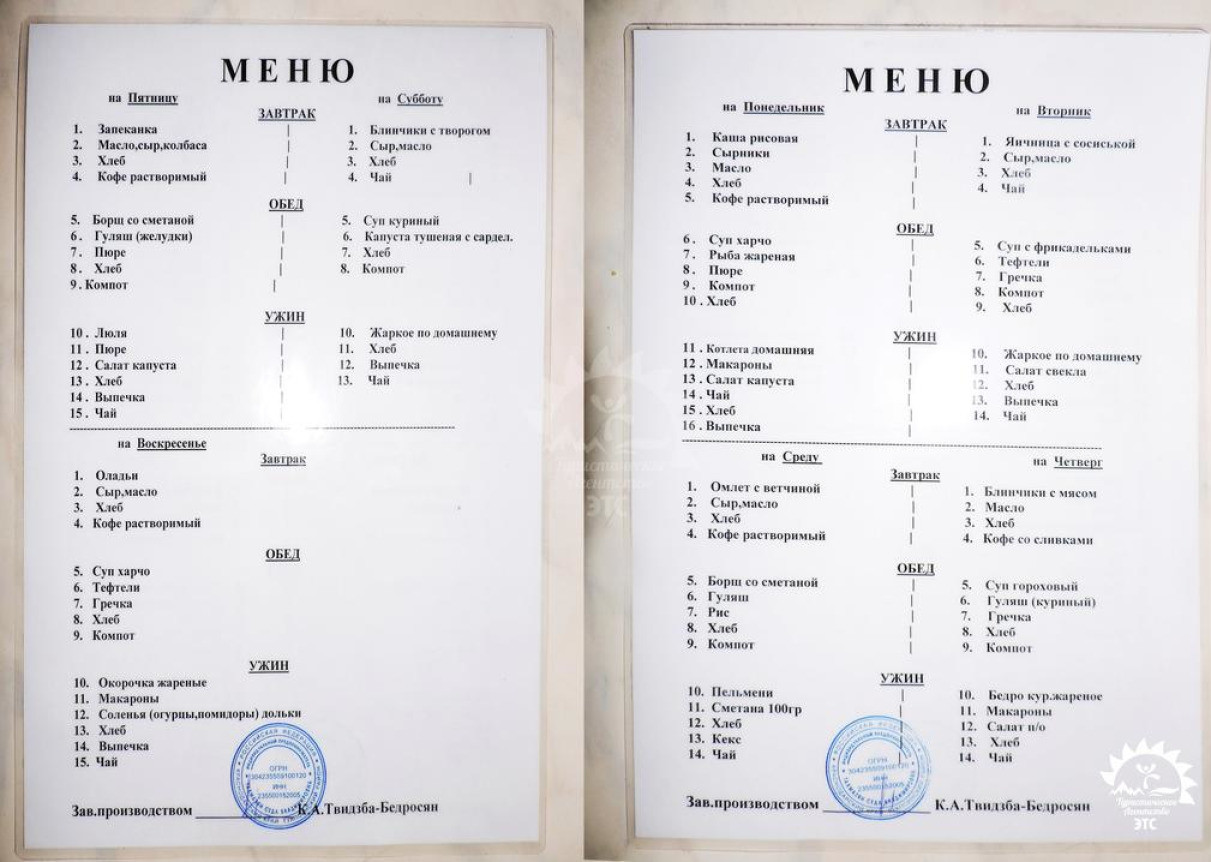 МЕНЮ
на Пятницу
на Субботу
ЗАВТРАК
1. Запеканка
2. Масло,сыр,колбаса
3. Хлеб
4. Кофе растворимый
1. Блинчики с творогом
2. Сыр,масло
3. Хлеб
4. Чай
ОБЕД
5. Борщ со сметаной
6. Гуляш (желудки)
7. Пюре
8. Хлеб
9. Компот
5. Суп куриный
6. Капуста тушеная с сардел.
7. Хлеб
8. Компот
УЖИН
10. Люля
11. Пюре
12. Салат капуста
13. Хлеб
14. Выпечка
15. Чай
10. Жаркое по домашнему
11. Хлеб
12. Выпечка
13. Чай
на Воскресенье
Завтрак
1. Олады
2. Сыр,масло
3. Хлеб
4. Кофе растворимый
ОБЕД
5. Суп харчо
6. Тефтели
7. Гречка
8. Хлеб
9. Компот
УЖИН
10. Окорочка жареные
11. Макароны
12. Соленья (огурцы,помидоры) дольки
13. Хлеб
14. Выпечка
15. Чай
Зав.производством К.А.Твидзба-Бедросян
МЕНЮ
на Понедельник
на Вторник
ЗАВТРАК
1. Каша рисовая
2. Сырники
3. Масло
4. Хлеб
5. Кофе растворимый
1. Яичница с сосиськой
2. Сыр,масло
3. Хлеб
4. Чай
ОБЕД
6. Суп харчо
7. Рыба жареная
8. Пюре
9. Компот
10. Хлеб
5. Суп с фрикадельками
6. Тефтели
7. Гречка
8. Компот
9. Хлеб
УЖИН
11. Котлета домашняя
12. Макароны
13. Салат капуста
14. Чай
15. Хлеб
16. Выпечка
10. Жаркое по домашнему
11. Салат свекла
12. Хлеб
13. Выпечка
14. Чай
на Среду
на Четверг
Завтрак
1. Омлет с ветчиной
2. Сыр,масло
3. Хлеб
4. Кофе растворимый
1. Блинчики с мясом
2. Масло
3. Хлеб
4. Кофе со сливками
ОБЕД
5. Борщ со сметаной
6. Гуляш
7. Рис
8. Хлеб
9. Компот
5. Суп гороховый
6. Гуляш (куриный)
7. Гречка
8. Хлеб
9. Компот
УЖИН
10. Пельмени
11. Сметана 100гр
12. Хлеб
13. Кекс
14. Чай
10. Бедро кур.жареное
11. Макароны
12. Салат п/о
13. Хлеб
14. Чай
Зав.производством К.А.Твидзба-Бедросян
ОГРН
ИНН
Туристическое
Агентство
ЭТС